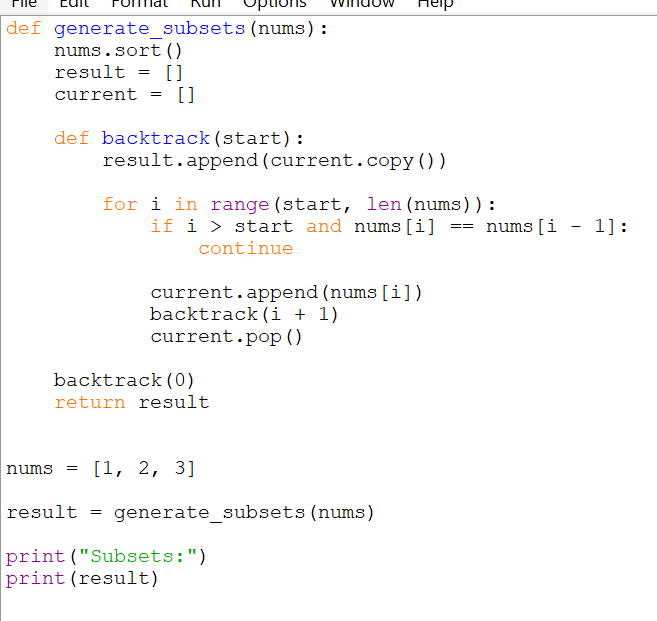 File Edit Format Run Options Window Help
def generate_subsets(nums):
    nums.sort()
    result = []
    current = []

    def backtrack(start):
        result.append(current.copy())

        for i in range(start, len(nums)):
            if i > start and nums[i] == nums[i - 1]:
                continue

            current.append(nums[i])
            backtrack(i + 1)
            current.pop()

    backtrack(0)
    return result


nums = [1, 2, 3]

result = generate_subsets(nums)

print("Subsets:")
print(result)